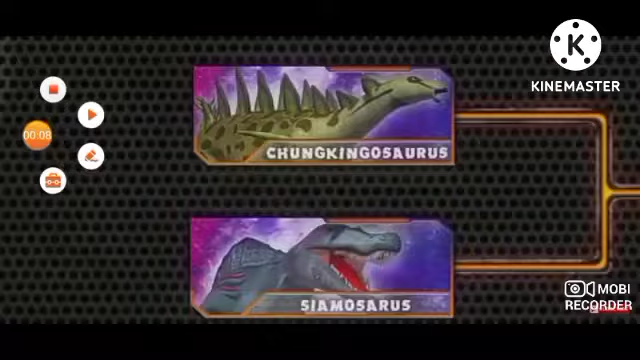 K
KINEMASTER
00:08
CHUNGKINGOSAURUS
SIAMOSARUS
MOBI
RECORDER